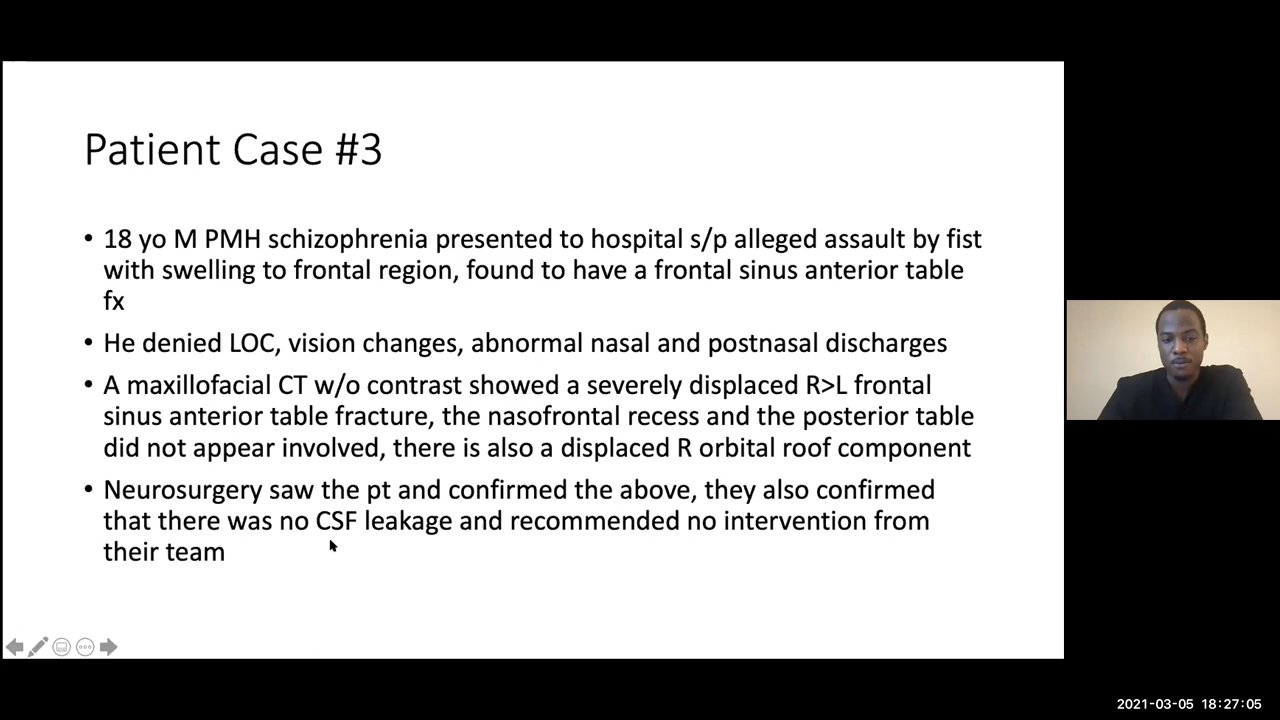 Patient Case #3
• 18 yo M PMH schizophrenia presented to hospital s/p alleged assault by fist
with swelling to frontal region, found to have a frontal sinus anterior table
fx
• He denied LOC, vision changes, abnormal nasal and postnasal discharges
• A maxillofacial CT w/o contrast showed a severely displaced R>L frontal
sinus anterior table fracture, the nasofrontal recess and the posterior table
did not appear involved, there is also a displaced R orbital roof component
• Neurosurgery saw the pt and confirmed the above, they also confirmed
that there was no CSF leakage and recommended no intervention from
their team
2021-03-05 18:27:05